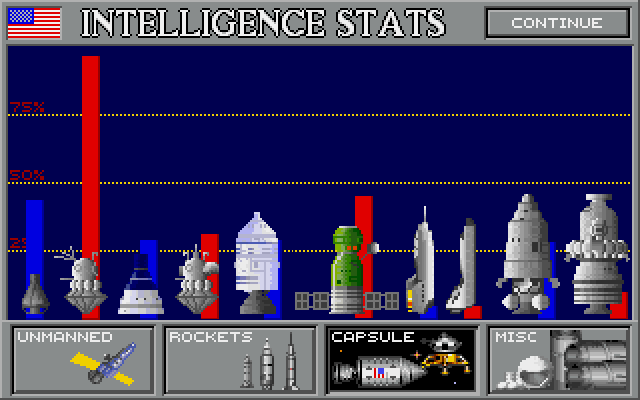 INTELLIGENCE STATS
CONTINUE
75%
50%
UNMANNED
ROCKETS
CAPSULE
MISC